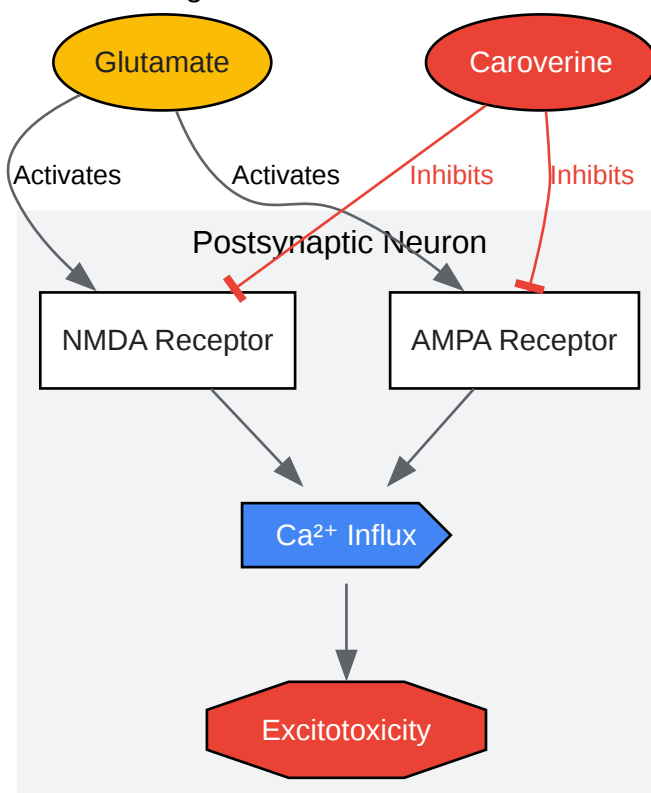 Glutamate
Caroverine
Activates
Activates
Inhibits
Inhibits
Postsynaptic Neuron
NMDA Receptor
AMPA Receptor
Ca²⁺ Influx
Excitotoxicity